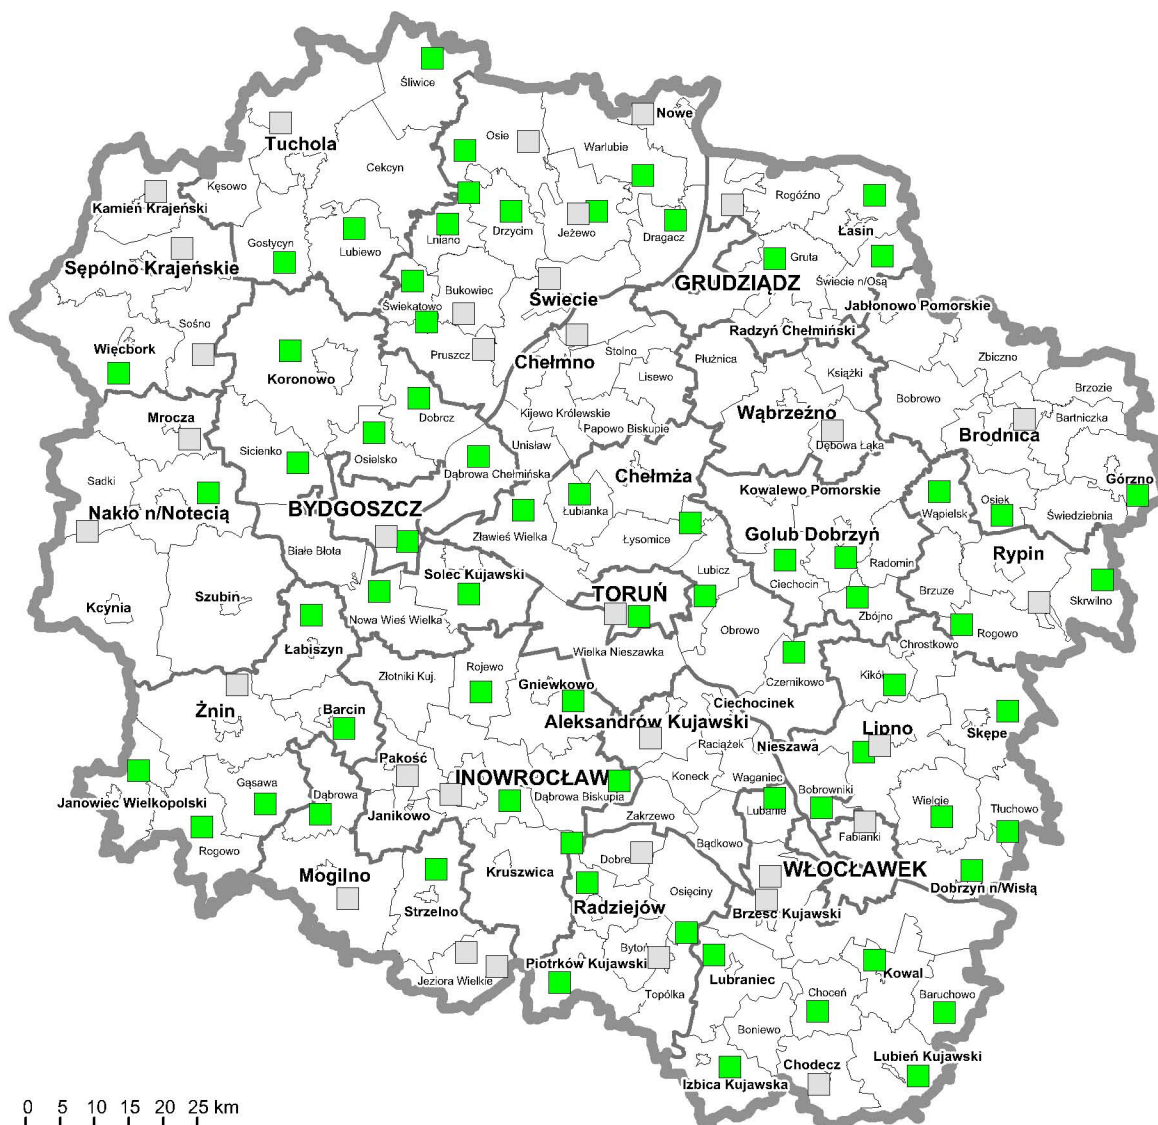 Śliwice
Nowe
Osie
Tuchola
Warlubie
Cekcyn
Kęsowo
Rogóźno
Kamień Krajeński
Łasin
Drzycim
Jeżewo
Dragacz
Lniano
Gostycyn
Lubiewo
Gruta
Sępólno Krajeńskie
Świecie n/Osą
GRUDZIĄDZ
Bukowiec
Świecie
Świekatowo
Jabłonowo Pomorskie
Sośno
Radzyń Chełmiński
Więcbork
Pruszcz
Stolno
Zbiczno
Koronowo
Chełmno
Płużnica
Książki
Lisewo
Bobrowo
Brzozie
Mrocza
Dobrcz
Kijewo Królewskie
Wąbrzeźno
Bartniczka
Papowo Biskupie
Brodnica
Unisław
Dębowa Łąka
Sicienko
Osielsko
Dąbrowa Chełmińska
Chełmża
Górzno
Sadki
Kowalewo Pomorskie
Osiek
Nakło n/Notecią
BYDGOSZCZ
Łubianka
Wąpielsk
Świedziebnia
Zławieś Wielka
Łysomice
Golub Dobrzyń
Białe Błota
Rypin
Radomin
Solec Kujawski
Lubicz
Ciechocin
Skrwilno
Szubin
TORUŃ
Brzuze
Kcynia
Nowa Wieś Wielka
Zbójno
Rogowo
Obrowo
Łabiszyn
Chrostkowo
Wielka Nieszawka
Rojewo
Kikół
Złotniki Kuj.
Gniewkowo
Czernikowo
Ciechocinek
Żnin
Barcin
Aleksandrów Kujawski
Lipno
Skępe
Raciążek
Nieszawa
Pakość
Koneck
Waganiec
INOWROCŁAW
Gąsawa
Dąbrowa
Dąbrowa Biskupia
Bobrowniki
Wielgie
Janowiec Wielkopolski
Lubanie
Tłuchowo
Janikowo
Zakrzewo
Fabianki
Bądkowo
Rogowo
Dobre
Kruszwica
WŁOCŁAWEK
Mogilno
Osięciny
Dobrzyń n/Wisłą
Strzelno
Radziejów
Brześć Kujawski
Bytoń
Piotrków Kujawski
Kowal
Jeziora Wielkie
Lubraniec
Topólka
Choceń
Baruchowo
Boniewo
Lubień Kujawski
Chodecz
Izbica Kujawska
0 5 10 15 20 25 km